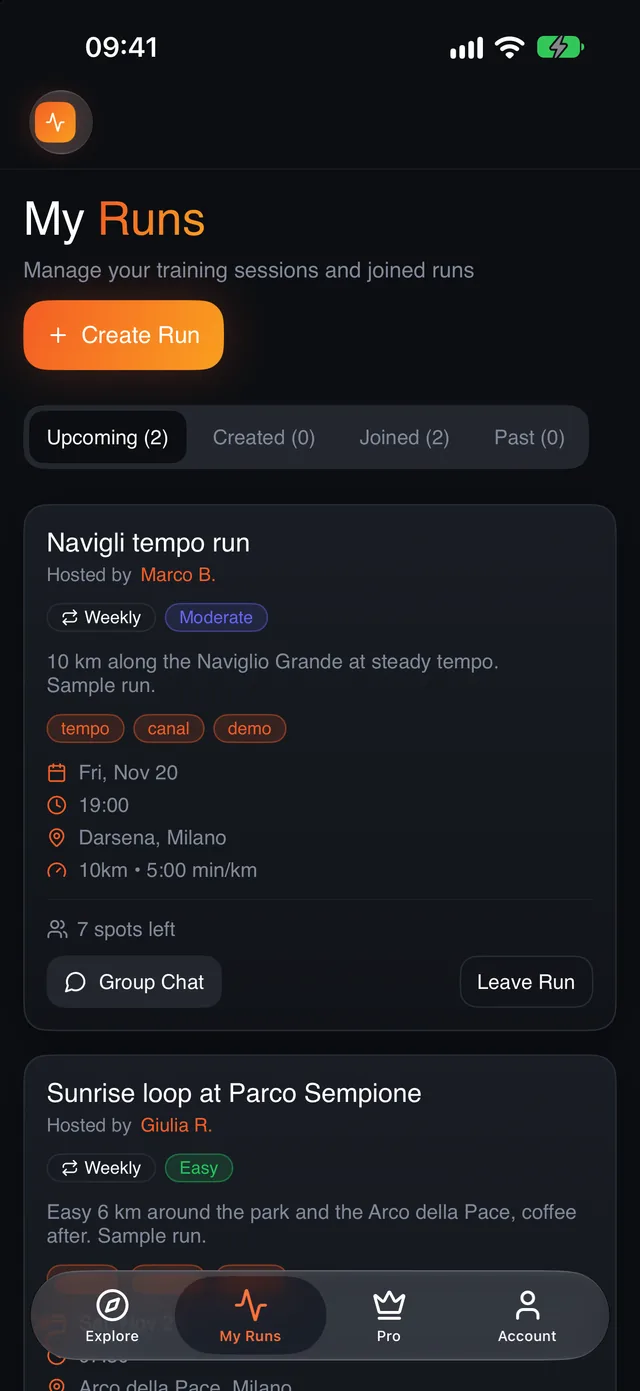 09:41
My Runs
Manage your training sessions and joined runs
+ Create Run
Upcoming (2) Created (0) Joined (2) Past (0)
Navigli tempo run
Hosted by Marco B.
Weekly Moderate
10 km along the Naviglio Grande at steady tempo.
Sample run.
tempo canal demo
Fri, Nov 20
19:00
Darsena, Milano
10km • 5:00 min/km
7 spots left
Group Chat Leave Run
Sunrise loop at Parco Sempione
Hosted by Giulia R.
Weekly Easy
Easy 6 km around the park and the Arco della Pace, coffee
after. Sample run.
Explore My Runs Pro Account
Arco della Pace, Milano